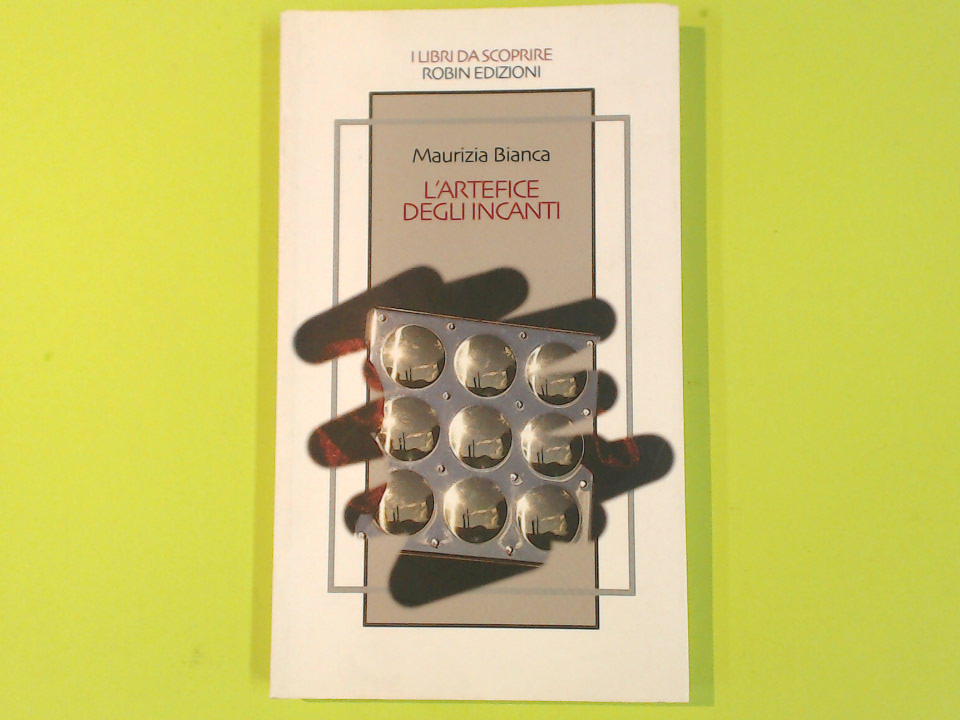 I LIBRI DA SCOPRIRE
ROBIN EDIZIONI
Maurizia Bianca
L'ARTEFICE
DEGLI INCANTI